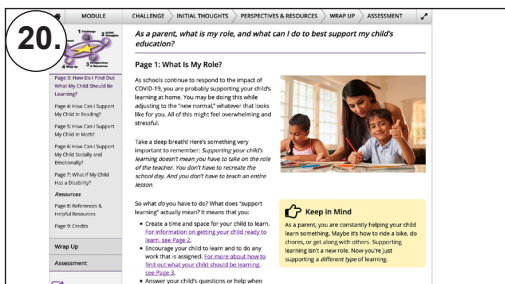 MODULE
CHALLENGE
INITIAL THOUGHTS
PERSPECTIVES & RESOURCES
WRAP UP
ASSESSMENT
20.
As a parent, what is my role, and what can I do to best support my child's
education?
Page 3: How Do I Find Out
What My Child Should Be
Learning?
Page 4: How Can I Support
My Child in Reading?
Page 5: How Can I Support
My Child in Math?
Page 6: How Can I Support
My Child Socially and
Emotionally?
Page 7: What If My Child
Has a Disability?
Resources
Page 8: References &
Helpful Resources
Page 9: Credits
Wrap Up
Assessment
Page 1: What Is My Role?
As schools continue to respond to the impact of
COVID-19, you are probably supporting your child's
learning at home. You may be doing this while
adjusting to the "new normal," whatever that looks
like for you. All of this might feel overwhelming and
stressful.
Take a deep breath! Here's something very
important to remember: Supporting your child's
learning doesn't mean you have to take on the role
of the teacher. You don't have to recreate the
school day. And you don't have to teach an entire
lesson.
So what do you have to do? What does "support
learning" actually mean? It means that you:
• Create a time and space for your child to learn.
For information on getting your child ready to
learn, see Page 2.
• Encourage your child to learn and to do any
work that is assigned. For more about how to
find out what your child should be learning,
see Page 3.
• Answer your child's questions or help when
Keep in Mind
As a parent, you are constantly helping your child
learn something. Maybe it's how to ride a bike, do
chores, or get along with others. Supporting
learning isn't a new role. Now you're just
supporting a different type of learning.